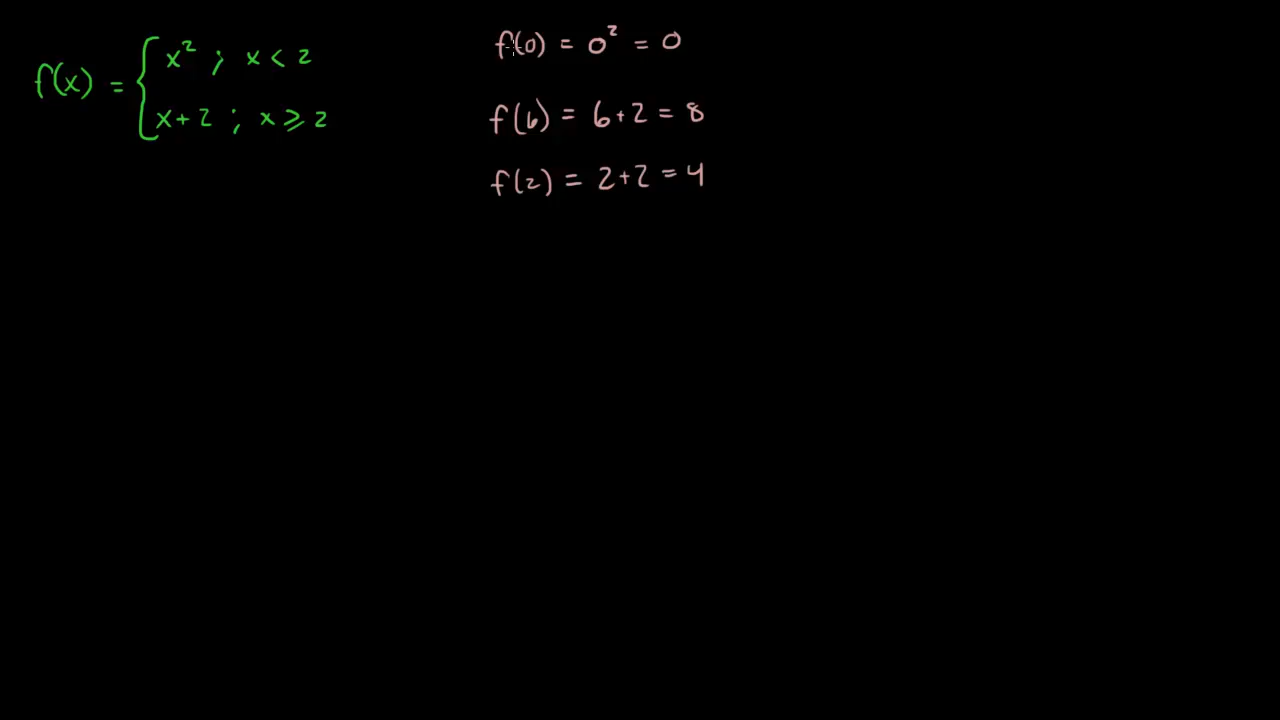 f(x) = { x² ; x < 2
x+2 ; x ⩾ 2
f(0) = 0² = 0
f(6) = 6+2 = 8
f(2) = 2+2 = 4